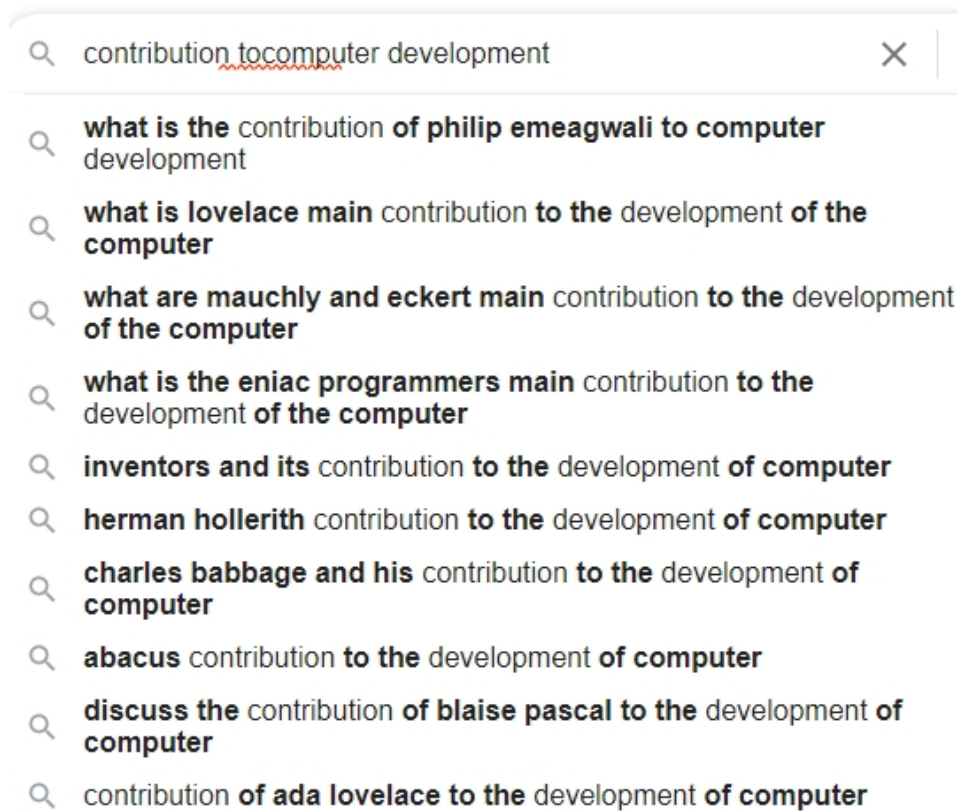 contribution tocomputer development
what is the contribution of philip emeagwali to computer
development
what is lovelace main contribution to the development of the
computer
what are mauchly and eckert main contribution to the development
of the computer
what is the eniac programmers main contribution to the
development of the computer
inventors and its contribution to the development of computer
herman hollerith contribution to the development of computer
charles babbage and his contribution to the development of
computer
abacus contribution to the development of computer
discuss the contribution of blaise pascal to the development of
computer
contribution of ada lovelace to the development of computer